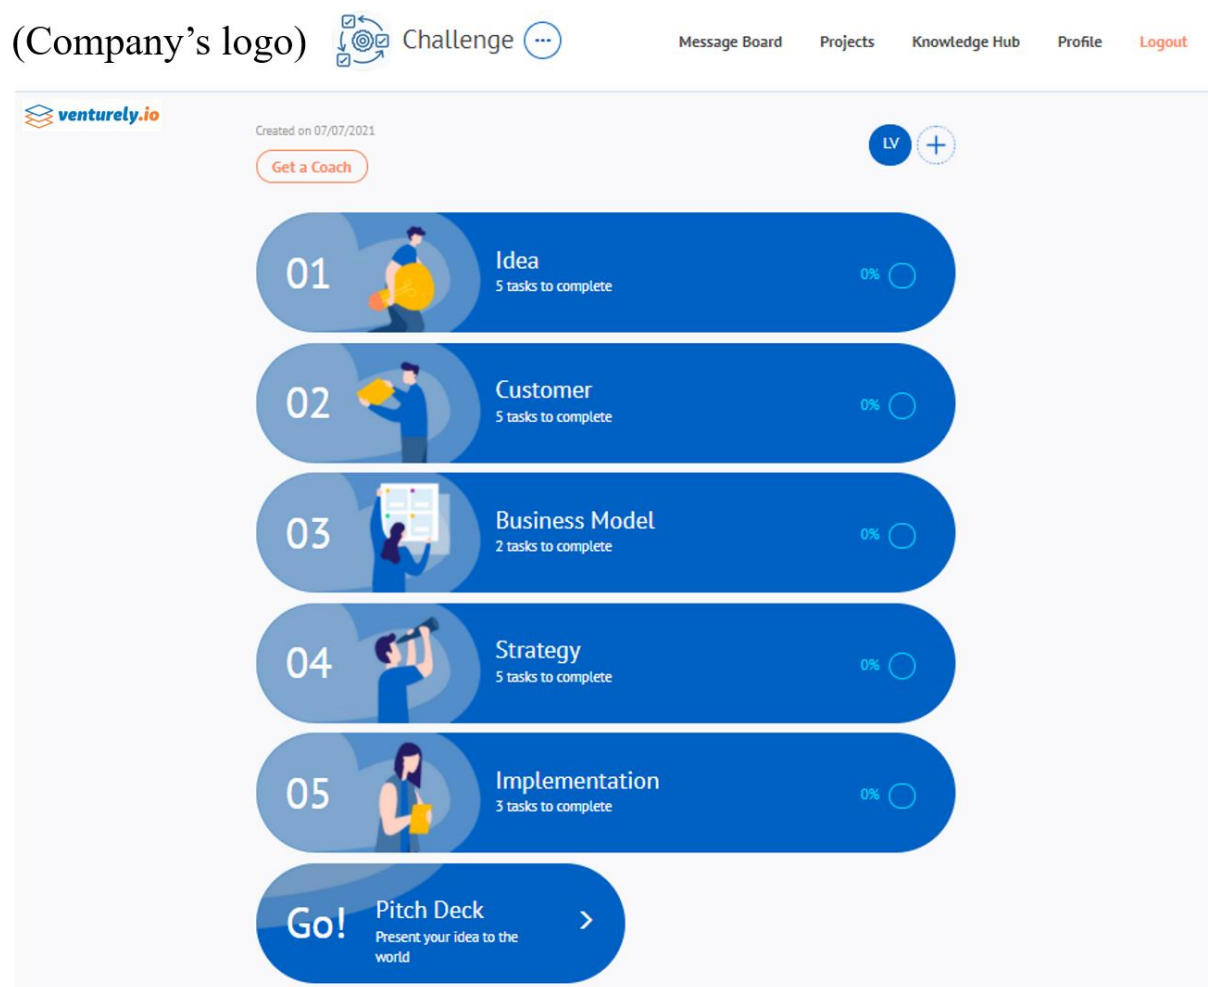 (Company’s logo)
Challenge
Message Board
Projects
Knowledge Hub
Profile
Logout
venturely.io
Created on 07/07/2021
Get a Coach
LV
01
Idea
5 tasks to complete
0%
02
Customer
5 tasks to complete
0%
03
Business Model
2 tasks to complete
0%
04
Strategy
5 tasks to complete
0%
05
Implementation
3 tasks to complete
0%
Go!
Pitch Deck
Present your idea to the
world